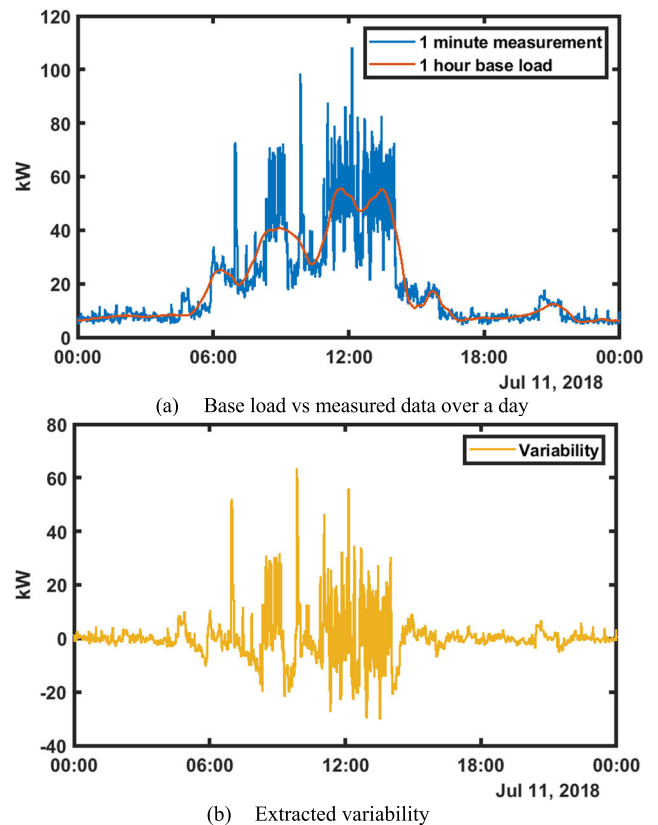 120
100
80
60
40
20
0
kW
1 minute measurement
1 hour base load
00:00 06:00 12:00 18:00 00:00
Jul 11, 2018
(a) Base load vs measured data over a day
80
60
40
20
0
-20
-40
kW
Variability
00:00 06:00 12:00 18:00 00:00
Jul 11, 2018
(b) Extracted variability